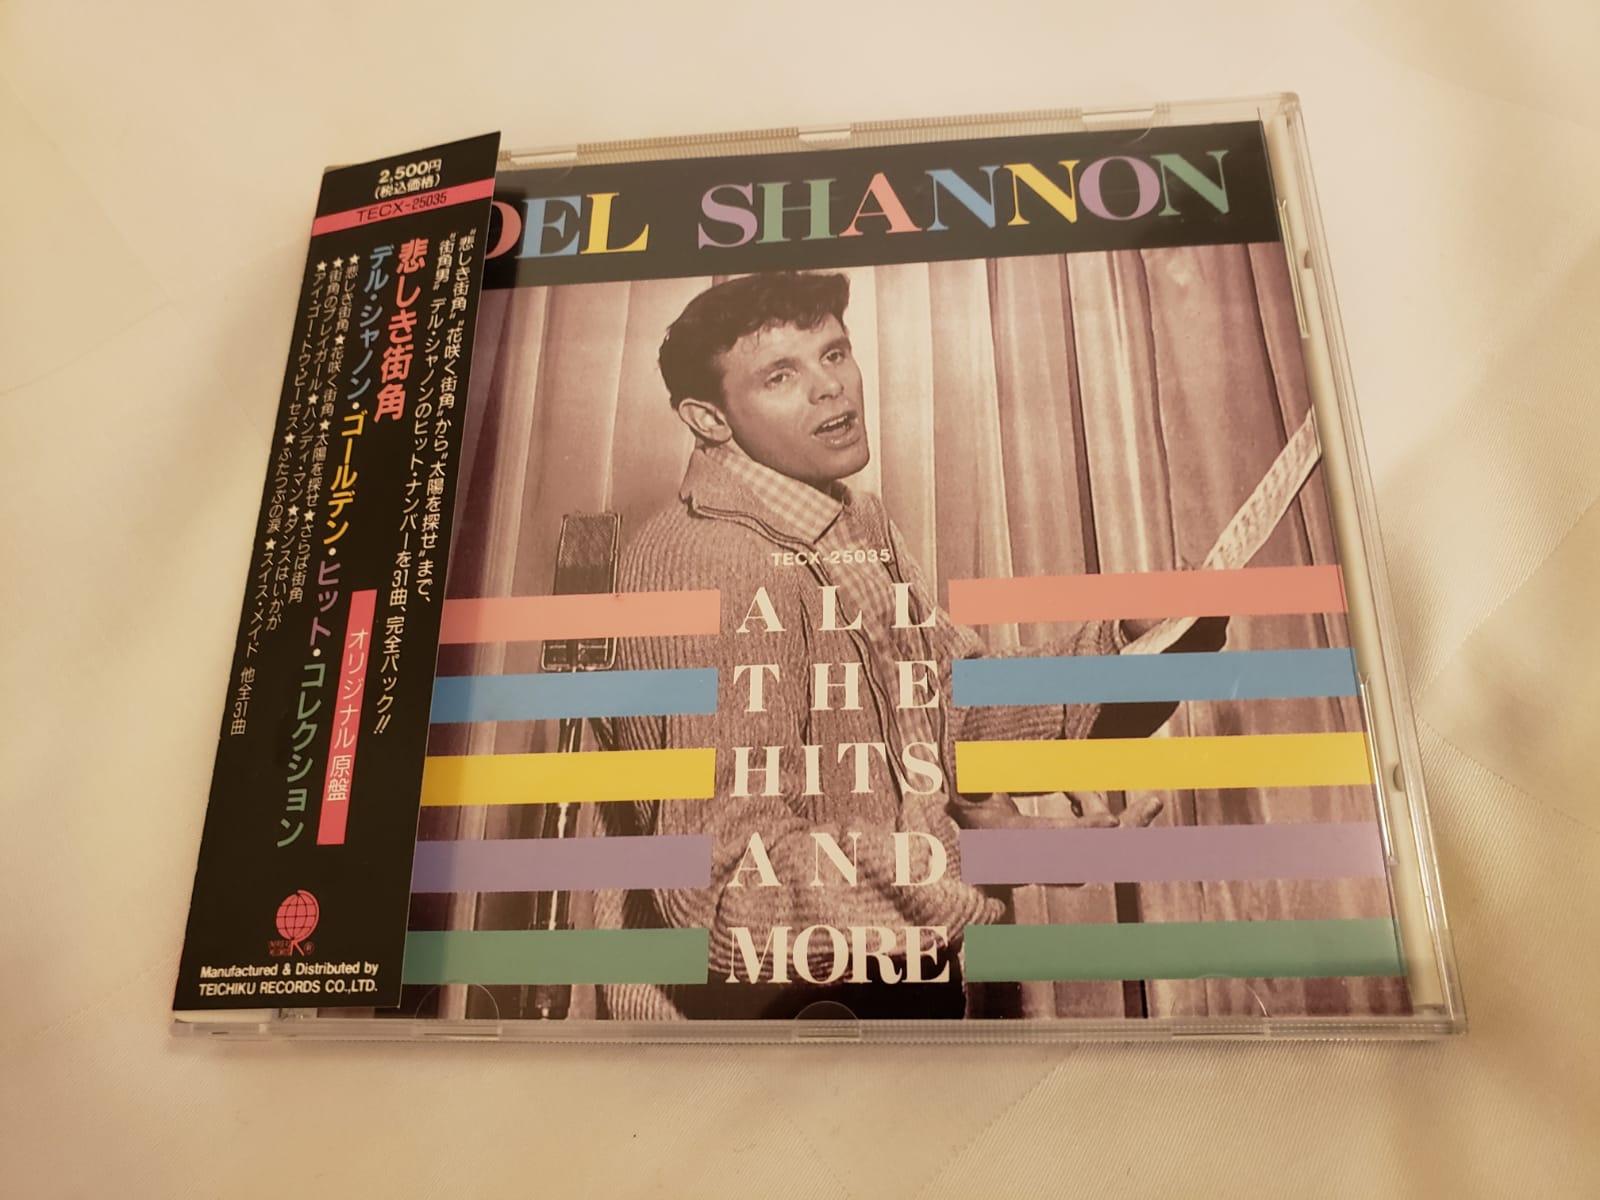 2,500円
(税込価格)
TECX-25035
“悲しき街角”“花咲く街角”から“太陽を探せ”まで、
“街角男” デル・シャノンのヒット・ナンバーを31曲、完全パック!!
悲しき街角
デル・シャノン・ゴールデン・ヒット・コレクション
オリジナル原盤
★悲しき街角★花咲く街角★太陽を探せ★さらば街角
★街角のプレイガール★ハンディ・マン★ダンスはいかが
★アイ・ゴー・トゥ・ピーセス★ふたつぶの涙★スイス・メイド 他全31曲
Manufactured & Distributed by
TEICHIKU RECORDS CO.,LTD.
DEL SHANNON
TECX-25035
ALL
THE
HITS
AND
MORE